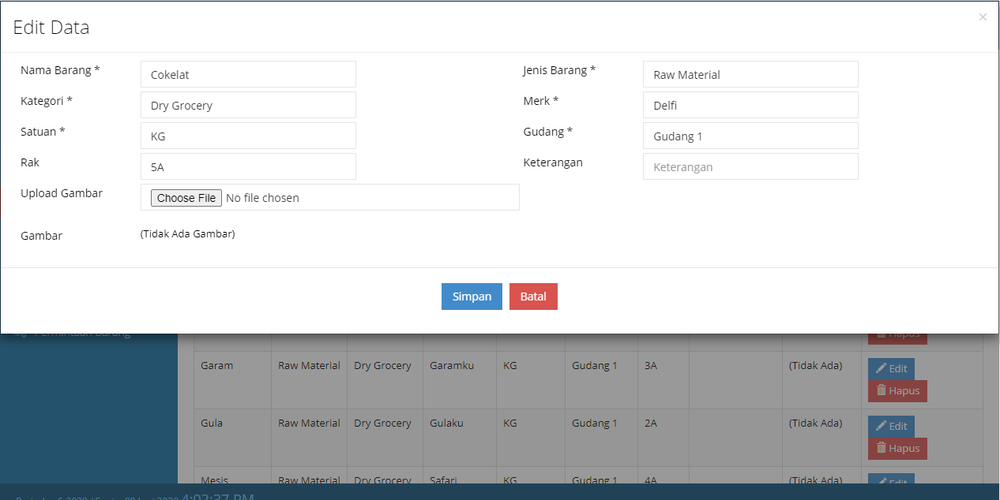 Edit Data ×
Nama Barang * Cokelat Jenis Barang * Raw Material
Kategori * Dry Grocery Merk * Delfi
Satuan * KG Gudang * Gudang 1
Rak 5A Keterangan Keterangan
Upload Gambar Choose File No file chosen
Gambar (Tidak Ada Gambar)
Simpan Batal
Permintaan Barang Hapus
Garam Raw Material Dry Grocery Garamku KG Gudang 1 3A (Tidak Ada) Edit
Hapus
Gula Raw Material Dry Grocery Gulaku KG Gudang 1 2A (Tidak Ada) Edit
Hapus
Mesis Raw Material Dry Grocery Safari KG Gudang 1 4A (Tidak Ada) Edit
4:02:37 PM